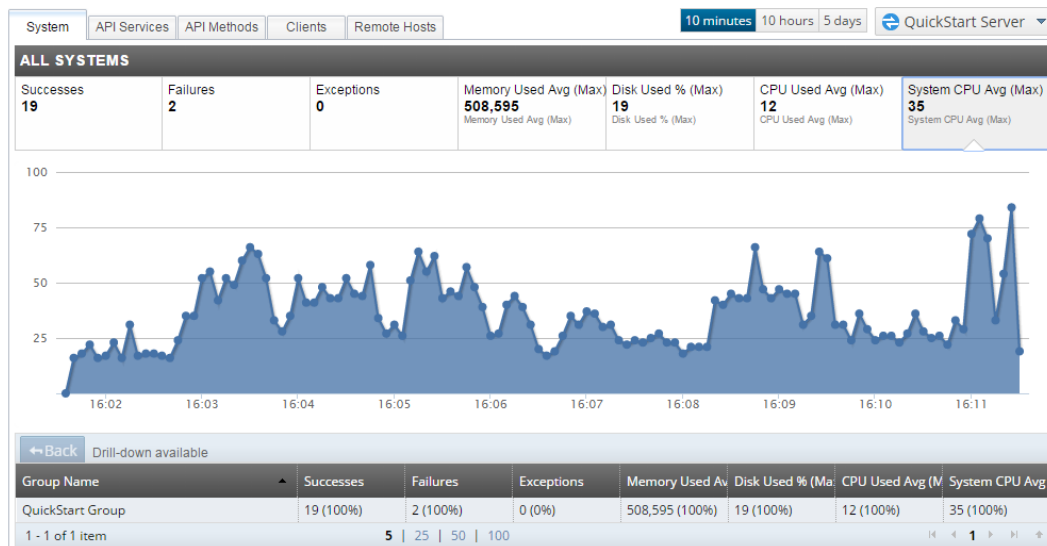 System API Services API Methods Clients Remote Hosts 10 minutes 10 hours 5 days QuickStart Server
ALL SYSTEMS
Successes Failures Exceptions Memory Used Avg (Max) Disk Used % (Max) CPU Used Avg (Max) System CPU Avg (Max)
19 2 0 508,595 19 12 35
Memory Used Avg (Max) Disk Used % (Max) CPU Used Avg (Max) System CPU Avg (Max)
100
75
50
25
16:02 16:03 16:04 16:05 16:06 16:07 16:08 16:09 16:10 16:11
Back Drill-down available
Group Name Successes Failures Exceptions Memory Used Av Disk Used % (Ma CPU Used Avg (M System CPU Avg
QuickStart Group 19 (100%) 2 (100%) 0 (0%) 508,595 (100%) 19 (100%) 12 (100%) 35 (100%)
1 - 1 of 1 item 5 | 25 | 50 | 100 1